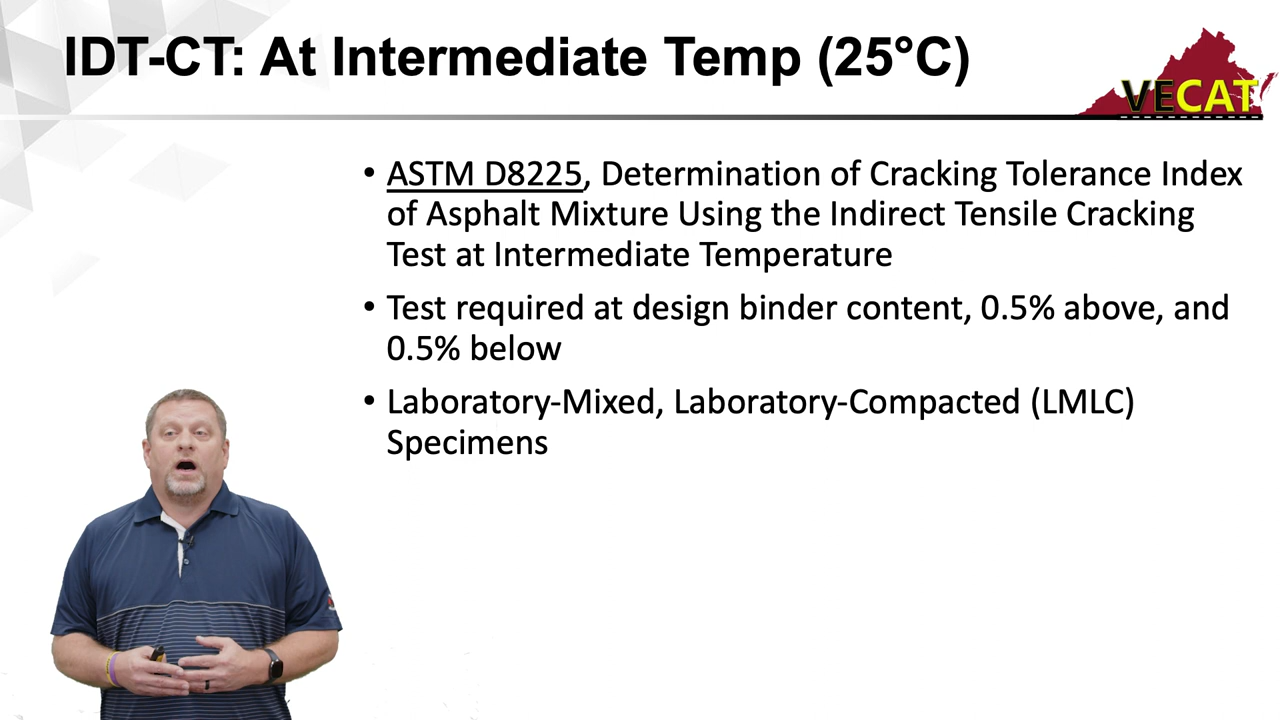 IDT-CT: At Intermediate Temp (25°C)
VECAT
• ASTM D8225, Determination of Cracking Tolerance Index
of Asphalt Mixture Using the Indirect Tensile Cracking
Test at Intermediate Temperature
• Test required at design binder content, 0.5% above, and
0.5% below
• Laboratory-Mixed, Laboratory-Compacted (LMLC)
Specimens